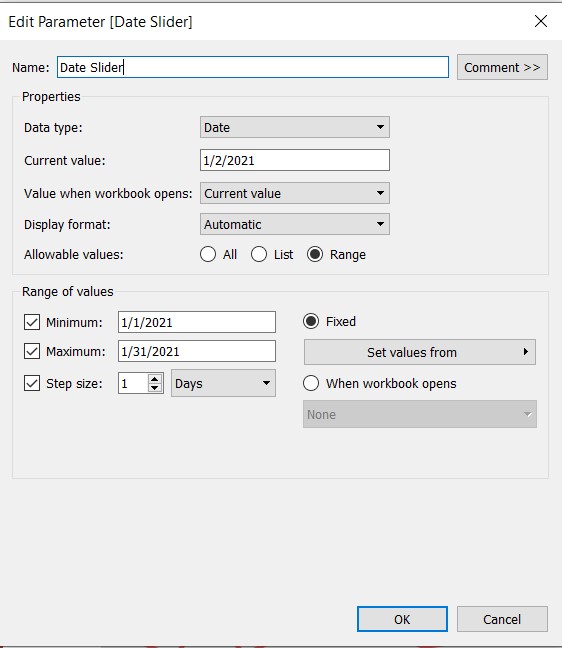 Edit Parameter [Date Slider]
Name: Date Slider Comment >>
Properties
Data type: Date
Current value: 1/2/2021
Value when workbook opens: Current value
Display format: Automatic
Allowable values: All List Range
Range of values
Minimum: 1/1/2021 Fixed
Maximum: 1/31/2021 Set values from
Step size: 1 Days When workbook opens
None
OK Cancel